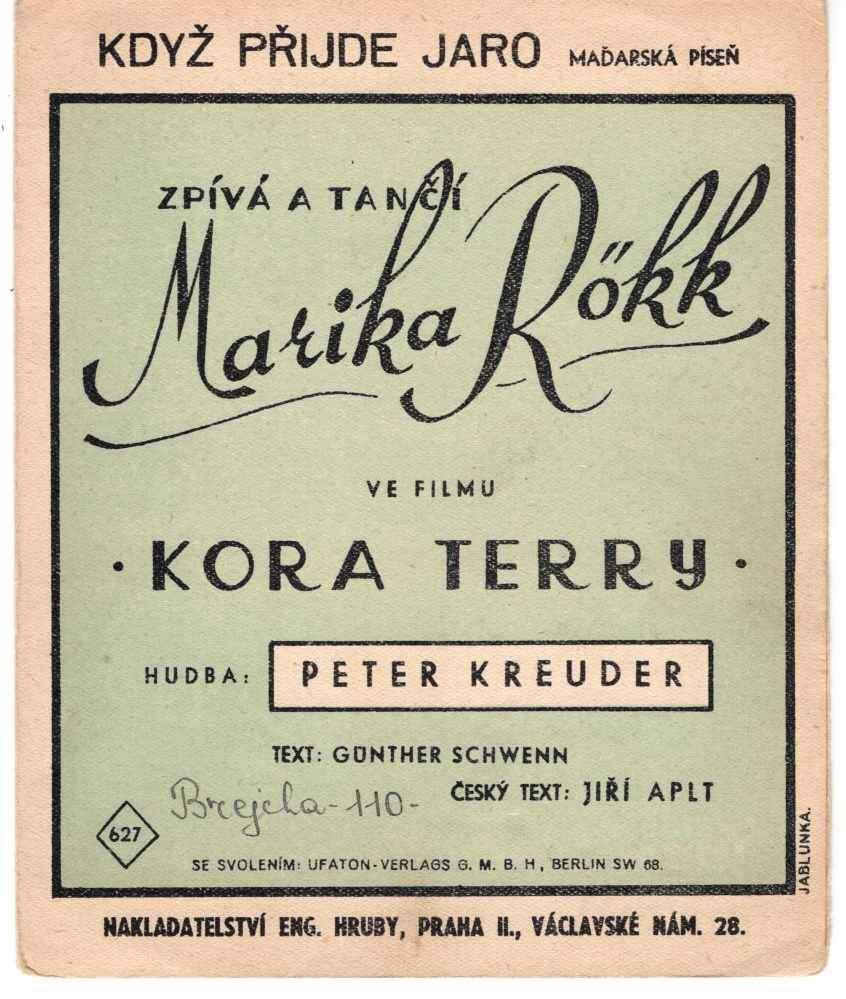 KDYŽ PŘIJDE JARO MAĎARSKÁ PÍSEŇ
ZPÍVÁ A TANČÍ
Marika Rökk
VE FILMU
· KORA TERRY ·
HUDBA: PETER KREUDER
TEXT: GÜNTHER SCHWENN
ČESKÝ TEXT: JIŘÍ APLT
Brejcha -110-
627
SE SVOLENÍM: UFATON-VERLAGS G. M. B. H., BERLIN SW 68.
JABLUNKA.
NAKLADATELSTVÍ ENG. HRUBY, PRAHA II., VÁCLAVSKÉ NÁM. 28.